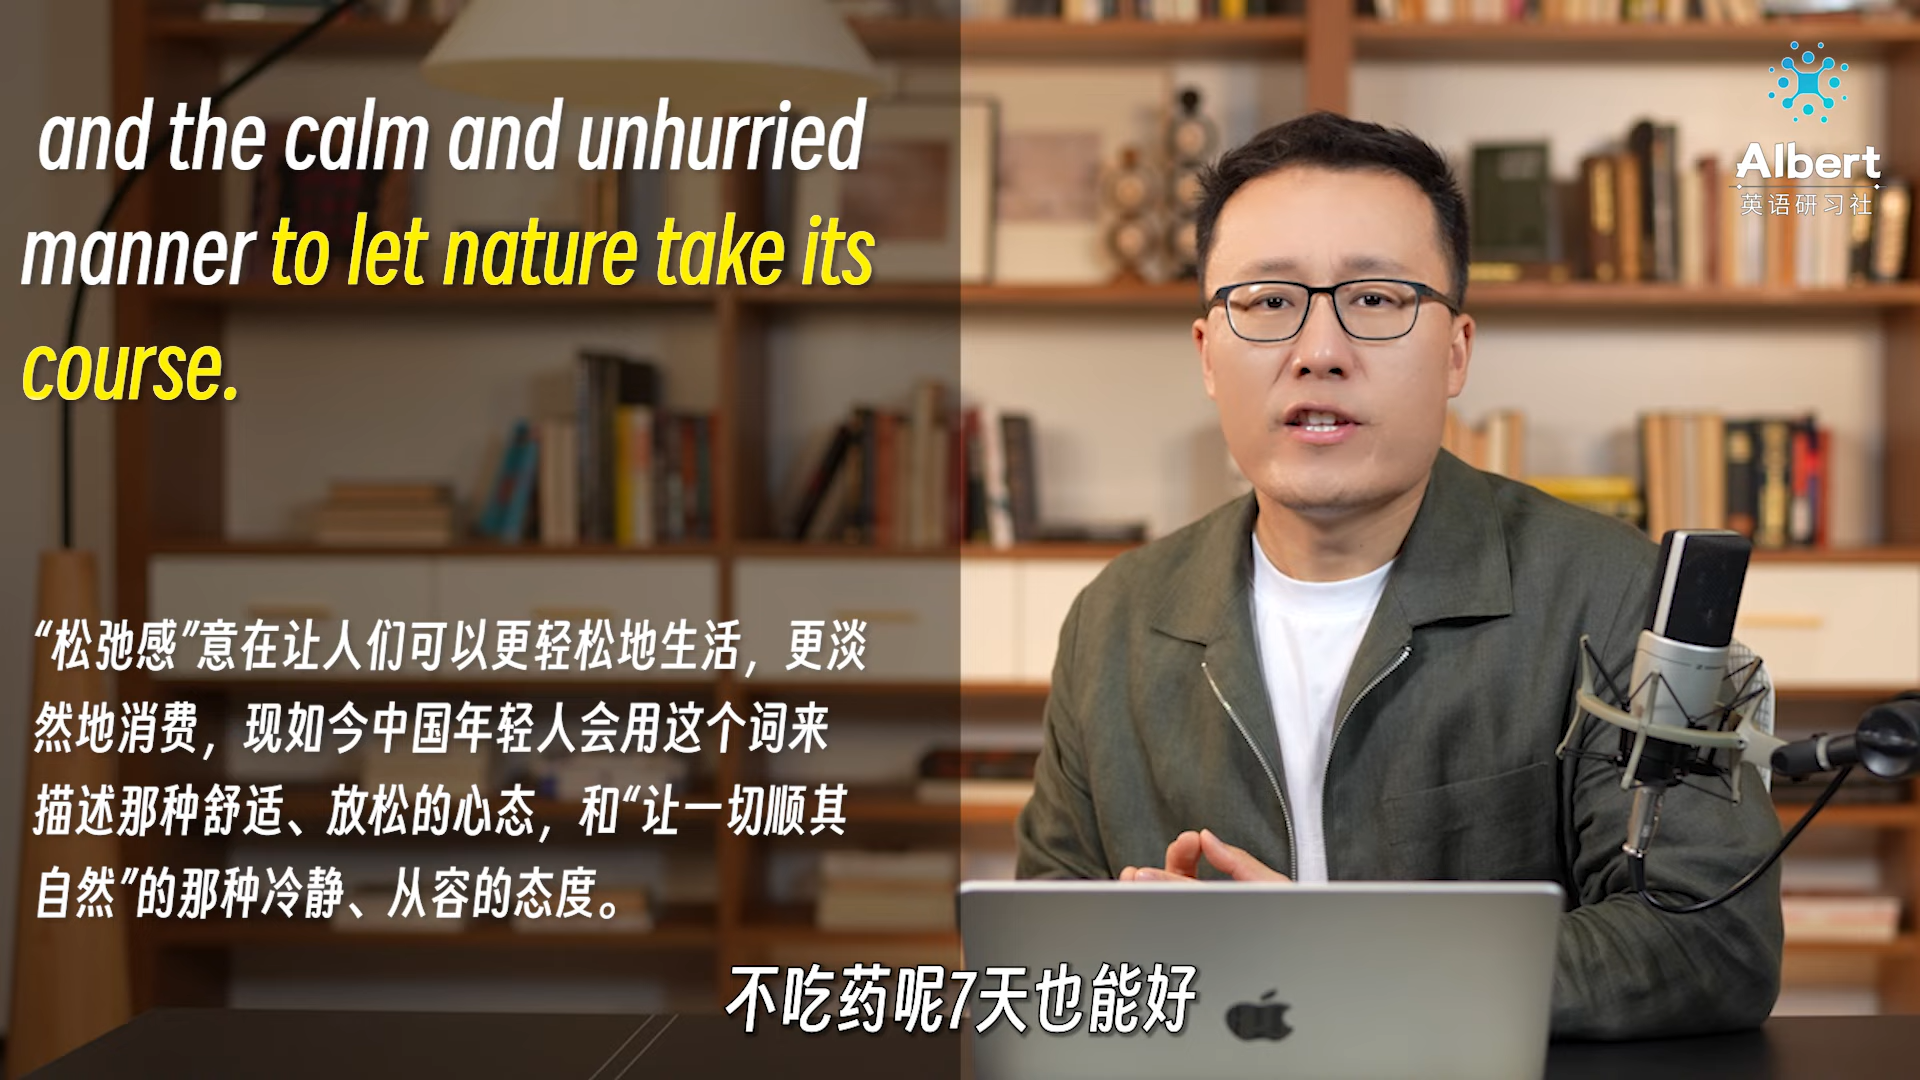 and the calm and unhurried
manner to let nature take its
course.
Albert
英语研习社
“松弛感”意在让人们可以更轻松地生活，更淡
然地消费，现如今中国年轻人会用这个词来
描述那种舒适、放松的心态，和“让一切顺其
自然”的那种冷静、从容的态度。
不吃药呢7天也能好